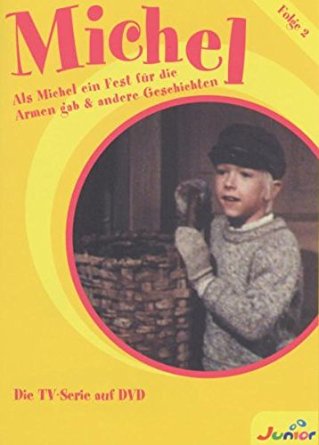 Michel
Folge 2
Als Michel ein Fest für die
Armen gab & andere Geschichten
Die TV-Serie auf DVD
Junior